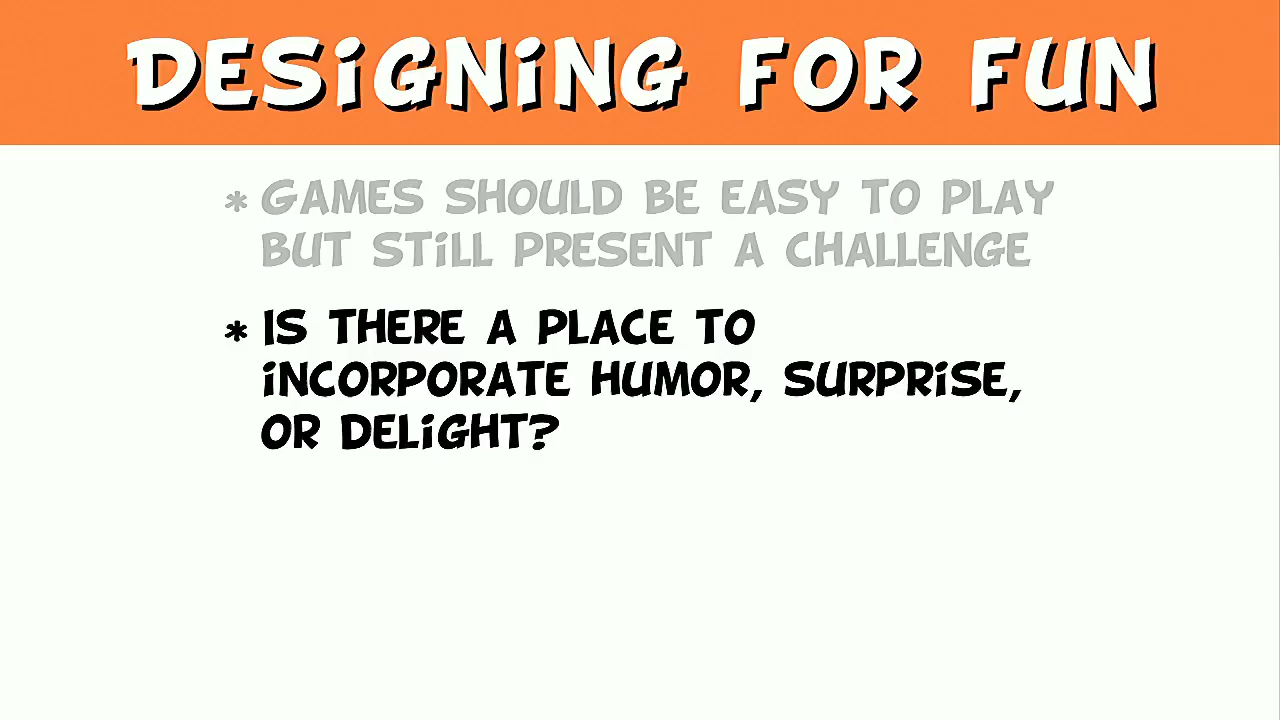 DESIGNING FOR FUN
* GAMES SHOULD BE EASY TO PLAY
BUT STILL PRESENT A CHALLENGE
* IS THERE A PLACE TO
INCORPORATE HUMOR, SURPRISE,
OR DELIGHT?